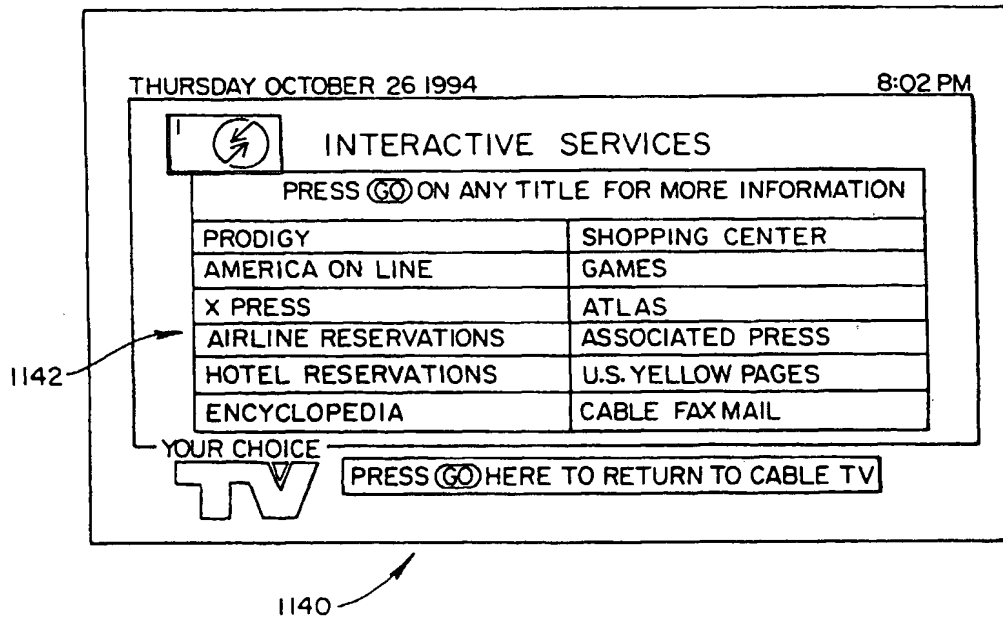 THURSDAY OCTOBER 26 1994 8:02 PM
INTERACTIVE SERVICES
PRESS GO ON ANY TITLE FOR MORE INFORMATION
PRODIGY SHOPPING CENTER
AMERICA ON LINE GAMES
X PRESS ATLAS
AIRLINE RESERVATIONS ASSOCIATED PRESS
HOTEL RESERVATIONS U.S. YELLOW PAGES
ENCYCLOPEDIA CABLE FAXMAIL
YOUR CHOICE
TV
PRESS GO HERE TO RETURN TO CABLE TV
1142
1140